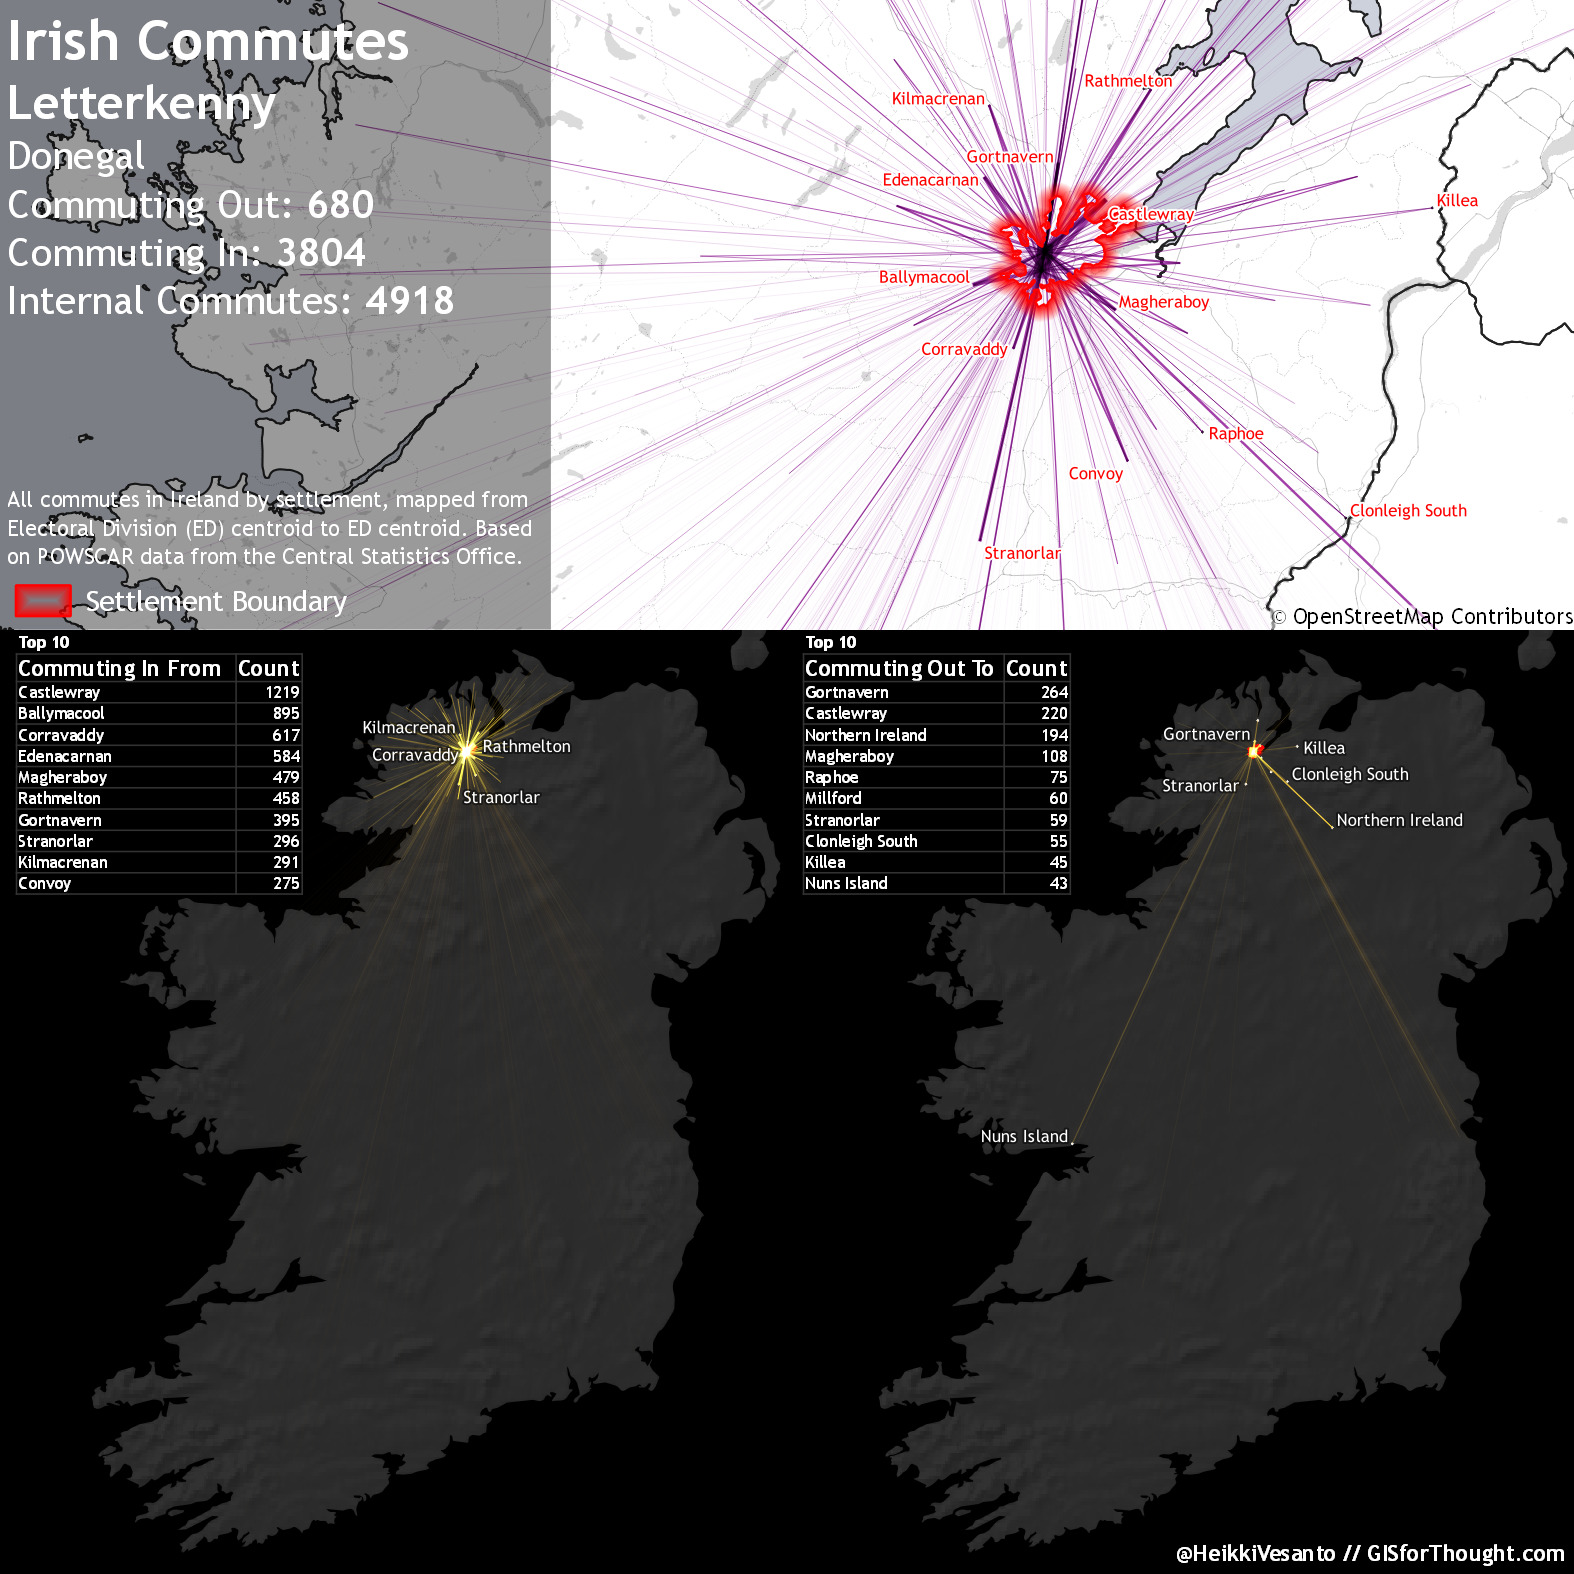 Irish Commutes
Letterkenny
Donegal
Commuting Out: 680
Commuting In: 3804
Internal Commutes: 4918
All commutes in Ireland by settlement, mapped from
Electoral Division (ED) centroid to ED centroid. Based
on POWSCAR data from the Central Statistics Office.
Settlement Boundary
Rathmelton
Kilmacrenan
Gortnavern
Edenacarnan
Killea
Castlewray
Ballymacool
Magheraboy
Corravaddy
Raphoe
Convoy
Clonleigh South
Stranorlar
© OpenStreetMap Contributors
Top 10
Commuting In From Count
Castlewray 1219
Ballymacool 895
Corravaddy 617
Edenacarnan 584
Magheraboy 479
Rathmelton 458
Gortnavern 395
Stranorlar 296
Kilmacrenan 291
Convoy 275
Kilmacrenan
Rathmelton
Corravaddy
Stranorlar
Top 10
Commuting Out To Count
Gortnavern 264
Castlewray 220
Northern Ireland 194
Magheraboy 108
Raphoe 75
Millford 60
Stranorlar 59
Clonleigh South 55
Killea 45
Nuns Island 43
Gortnavern
Killea
Clonleigh South
Stranorlar
Northern Ireland
Nuns Island
@HeikkiVesanto // GISforThought.com